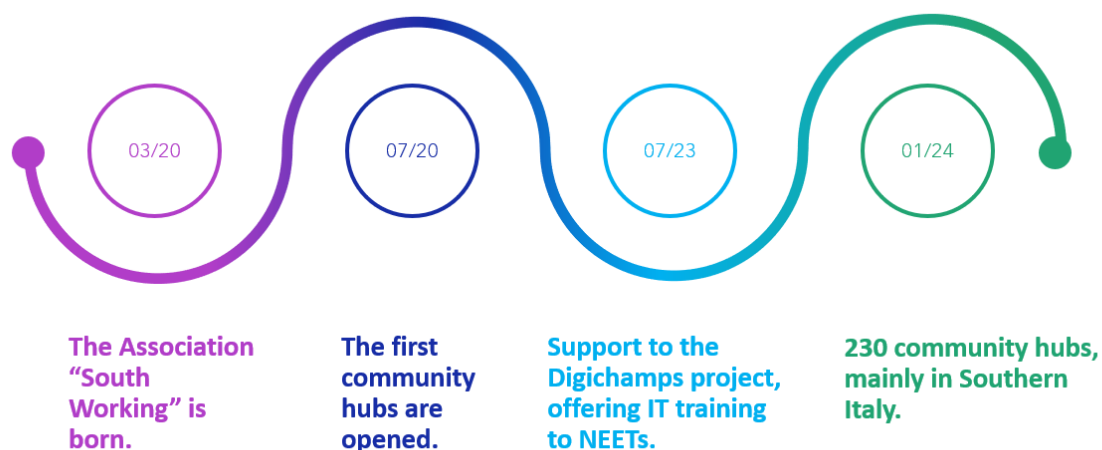 03/20
07/20
07/23
01/24
The Association
“South
Working” is
born.
The first
community
hubs are
opened.
Support to the
Digichamps project,
offering IT training
to NEETs.
230 community hubs,
mainly in Southern
Italy.